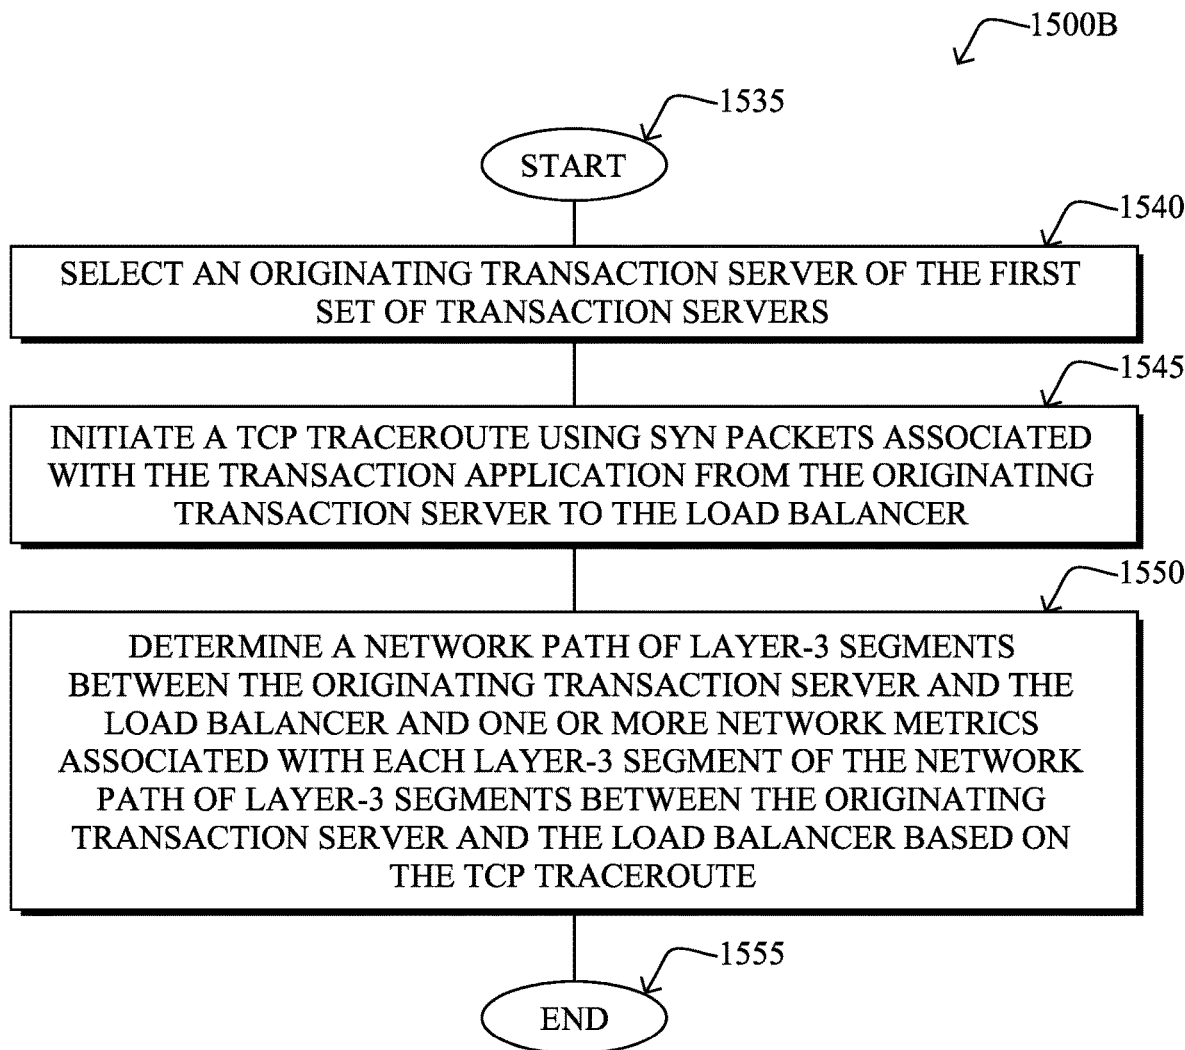 1500B
1535
START
1540
SELECT AN ORIGINATING TRANSACTION SERVER OF THE FIRST
SET OF TRANSACTION SERVERS
1545
INITIATE A TCP TRACEROUTE USING SYN PACKETS ASSOCIATED
WITH THE TRANSACTION APPLICATION FROM THE ORIGINATING
TRANSACTION SERVER TO THE LOAD BALANCER
1550
DETERMINE A NETWORK PATH OF LAYER-3 SEGMENTS
BETWEEN THE ORIGINATING TRANSACTION SERVER AND THE
LOAD BALANCER AND ONE OR MORE NETWORK METRICS
ASSOCIATED WITH EACH LAYER-3 SEGMENT OF THE NETWORK
PATH OF LAYER-3 SEGMENTS BETWEEN THE ORIGINATING
TRANSACTION SERVER AND THE LOAD BALANCER BASED ON
THE TCP TRACEROUTE
1555
END